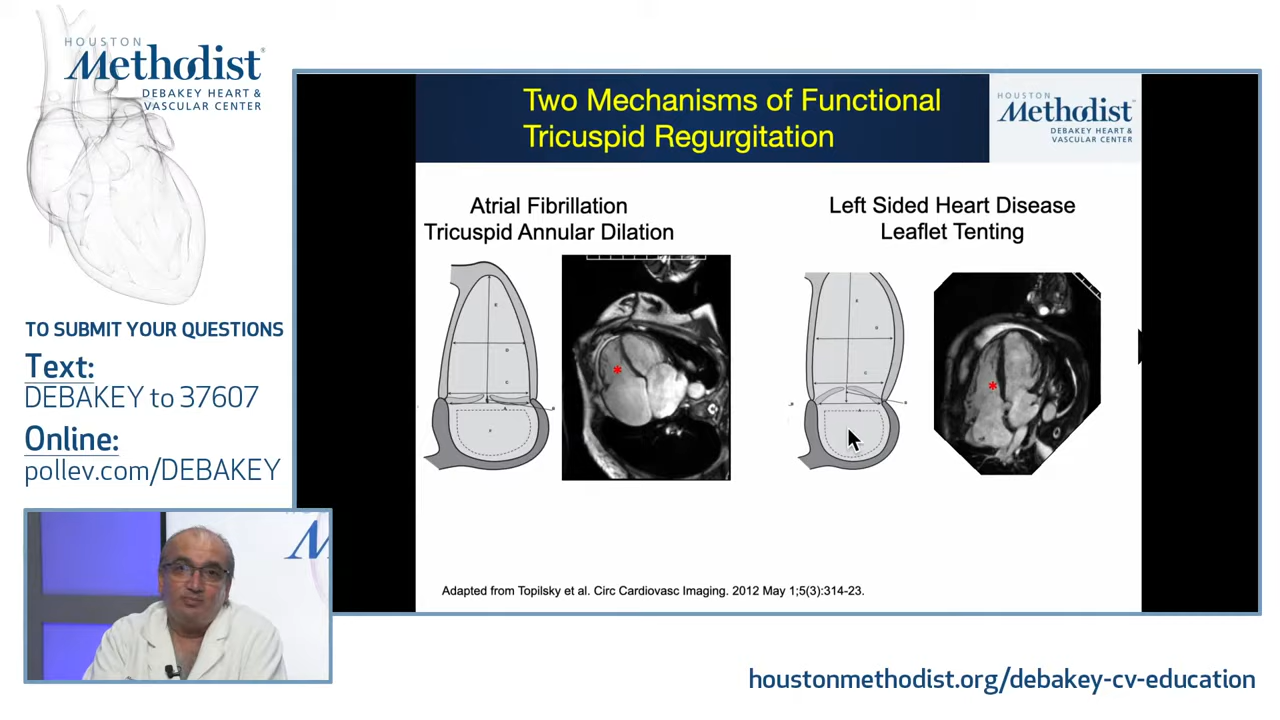 HOUSTON
Methodist
DEBAKEY HEART &
VASCULAR CENTER
TO SUBMIT YOUR QUESTIONS
Text:
DEBAKEY to 37607
Online:
pollev.com/DEBAKEY
Two Mechanisms of Functional
Tricuspid Regurgitation
HOUSTON
Methodist
DEBAKEY HEART &
VASCULAR CENTER
Atrial Fibrillation
Tricuspid Annular Dilation
Left Sided Heart Disease
Leaflet Tenting
*
*
Adapted from Topilsky et al. Circ Cardiovasc Imaging. 2012 May 1;5(3):314-23.
houstonmethodist.org/debakey-cv-education